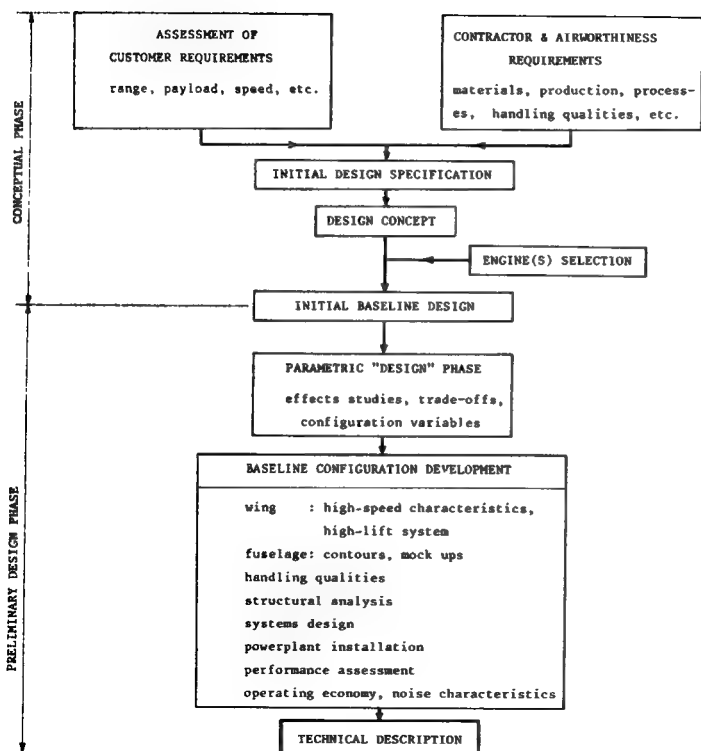 ASSESSMENT OF
CUSTOMER REQUIREMENTS
range, payload, speed, etc.
CONTRACTOR & AIRWORTHINESS
REQUIREMENTS
materials, production, process-
es, handling qualities, etc.
CONCEPTUAL PHASE
INITIAL DESIGN SPECIFICATION
DESIGN CONCEPT
ENGINE(S) SELECTION
INITIAL BASELINE DESIGN
PRELIMINARY DESIGN PHASE
PARAMETRIC "DESIGN" PHASE
effects studies, trade-offs,
configuration variables
BASELINE CONFIGURATION DEVELOPMENT
wing : high-speed characteristics,
high-lift system
fuselage: contours, mock ups
handling qualities
structural analysis
systems design
powerplant installation
performance assessment
operating economy, noise characteristics
TECHNICAL DESCRIPTION